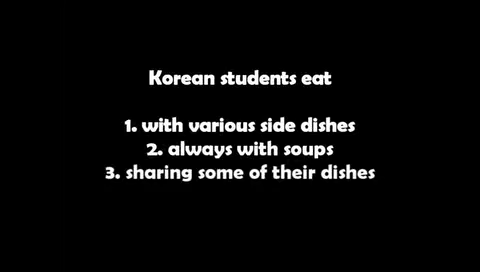 Korean students eat
1. with various side dishes
2. always with soups
3. sharing some of their dishes